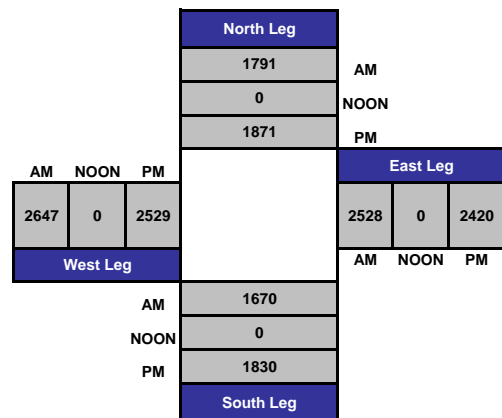 North Leg
1791 AM
0 NOON
1871 PM
AM NOON PM East Leg
2647 0 2529 2528 0 2420
West Leg AM NOON PM
AM 1670
NOON 0
PM 1830
South Leg